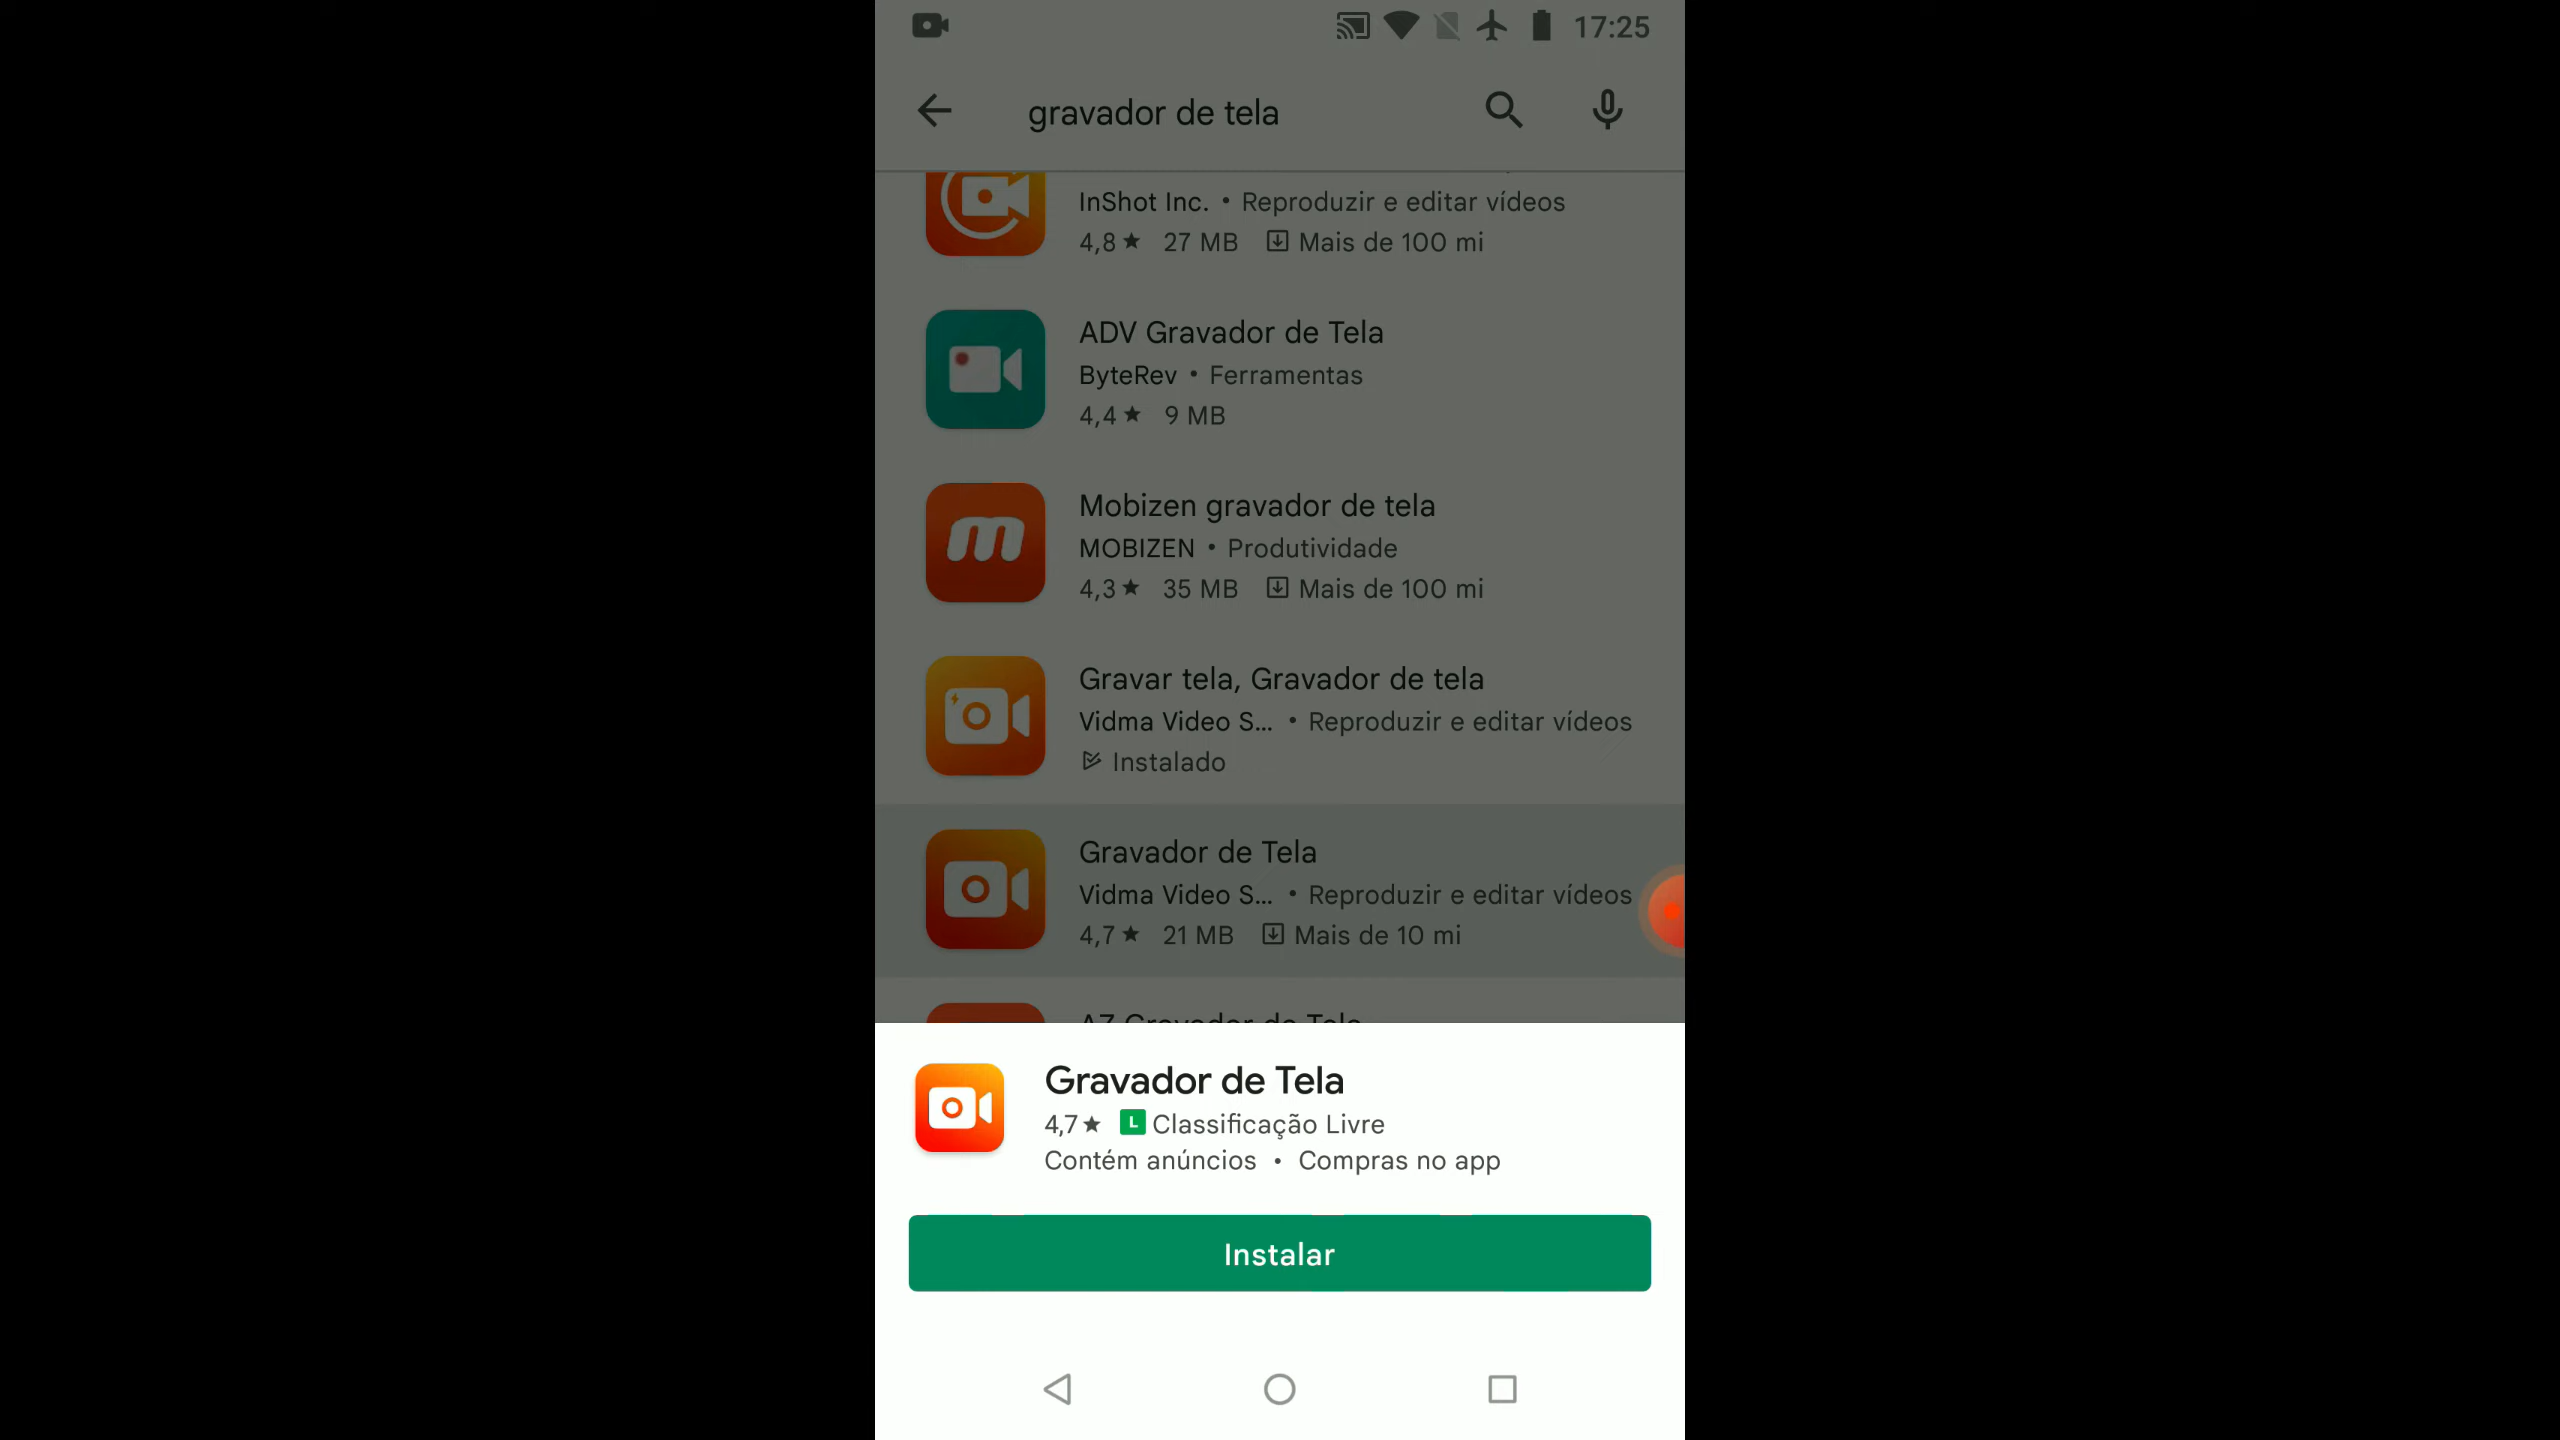 17:25
gravador de tela
InShot Inc. • Reproduzir e editar vídeos
4,8★ 27 MB Mais de 100 mi
ADV Gravador de Tela
ByteRev • Ferramentas
4,4★ 9 MB
Mobizen gravador de tela
MOBIZEN • Produtividade
4,3★ 35 MB Mais de 100 mi
Gravar tela, Gravador de tela
Vidma Video S... • Reproduzir e editar vídeos
Instalado
Gravador de Tela
Vidma Video S... • Reproduzir e editar vídeos
4,7★ 21 MB Mais de 10 mi
AZ Gravador de Tela
Gravador de Tela
4,7★ L Classificação Livre
Contém anúncios • Compras no app
Instalar